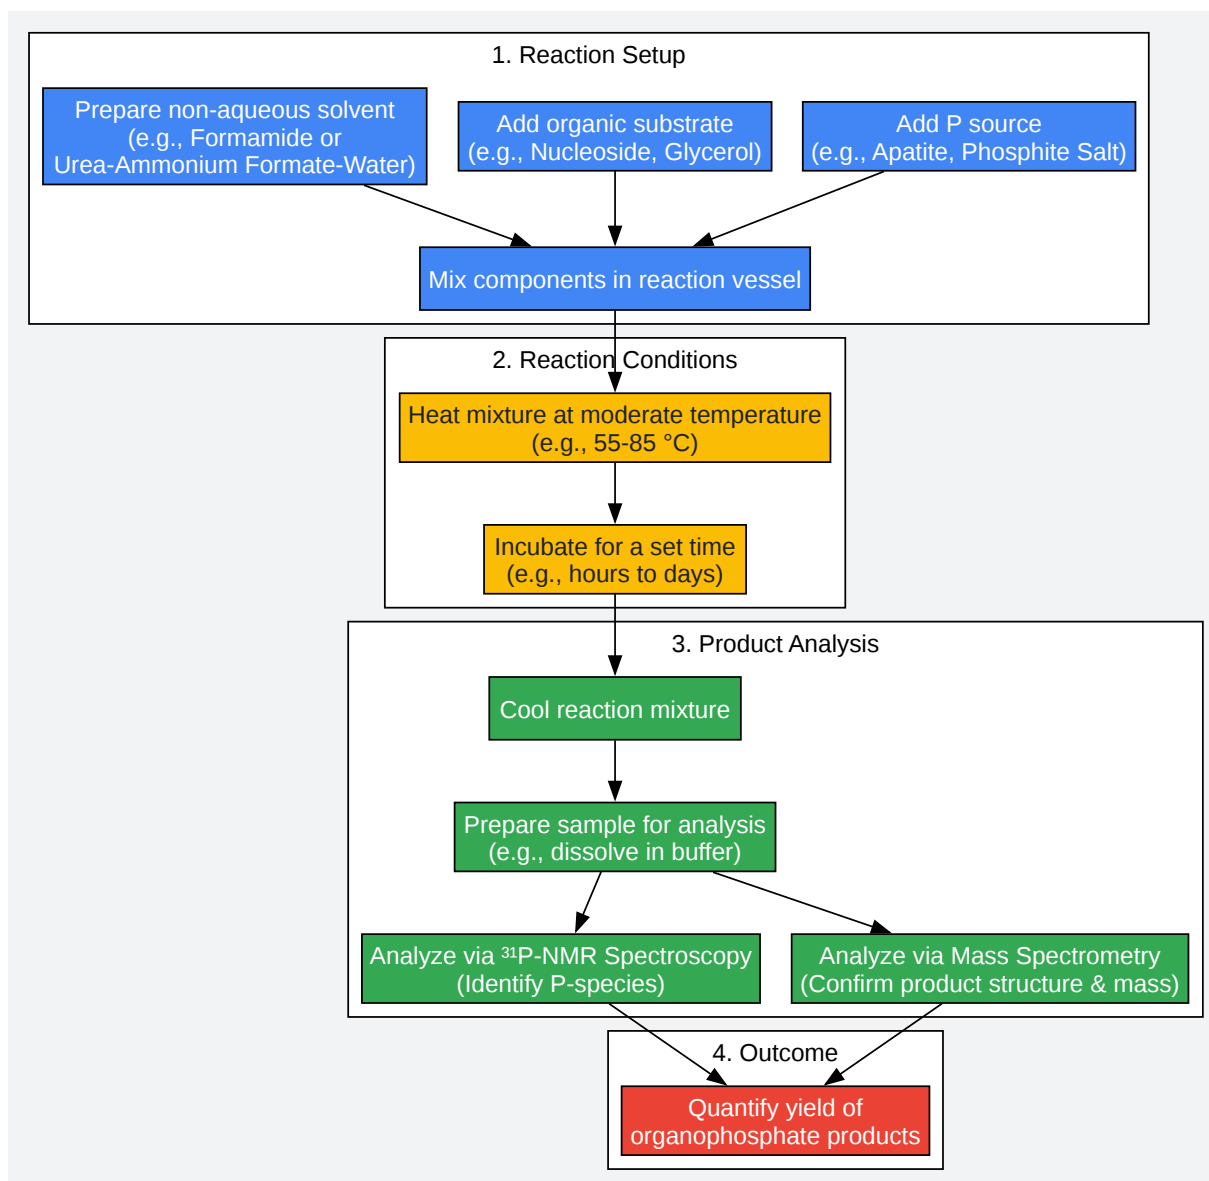 1. Reaction Setup
Prepare non-aqueous solvent
(e.g., Formamide or
Urea-Ammonium Formate-Water)
Add organic substrate
(e.g., Nucleoside, Glycerol)
Add P source
(e.g., Apatite, Phosphite Salt)
Mix components in reaction vessel
2. Reaction Conditions
Heat mixture at moderate temperature
(e.g., 55-85 °C)
Incubate for a set time
(e.g., hours to days)
3. Product Analysis
Cool reaction mixture
Prepare sample for analysis
(e.g., dissolve in buffer)
Analyze via ³¹P-NMR Spectroscopy
(Identify P-species)
Analyze via Mass Spectrometry
(Confirm product structure & mass)
4. Outcome
Quantify yield of
organophosphate products